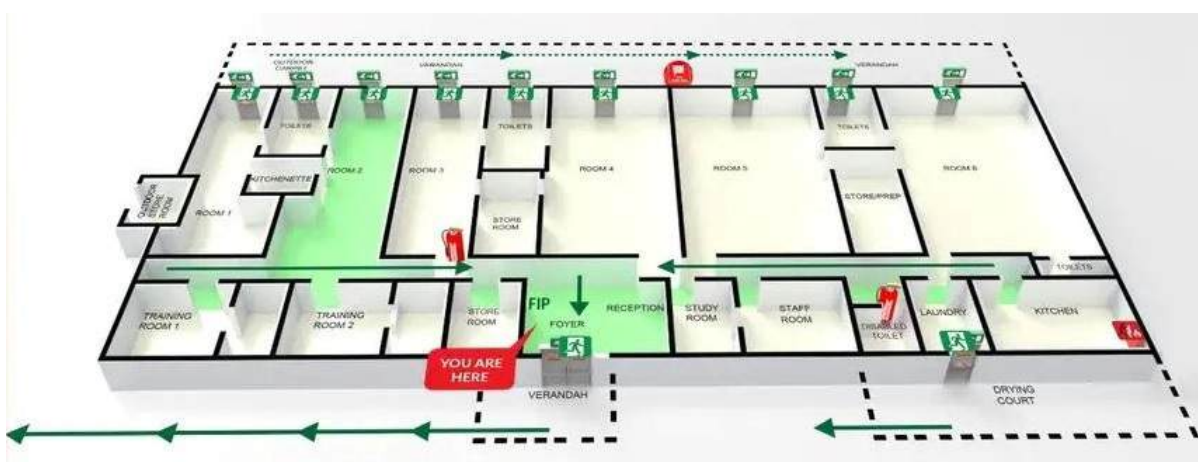 OUTDOOR
VERANDAH
VERANDAH
TOILETS
TOILETS
TOILETS
ROOM 2
ROOM 3
ROOM 4
ROOM 5
ROOM 6
KITCHENETTE
STORE/PREP
OUTDOOR
STORE
ROOM
ROOM 1
STORE
ROOM
TOILETS
TRAINING
ROOM 1
TRAINING
ROOM 2
STORE
ROOM
FIP
FOYER
RECEPTION
STUDY
ROOM
STAFF
ROOM
DISABLED
TOILET
LAUNDRY
KITCHEN
YOU ARE
HERE
VERANDAH
DRYING
COURT